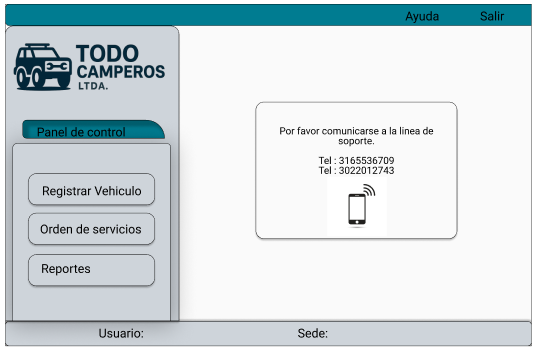 Ayuda Salir
TODO
CAMPEROS
LTDA.
Panel de control
Registrar Vehiculo
Orden de servicios
Reportes
Por favor comunicarse a la linea de
soporte.
Tel : 3165536709
Tel : 3022012743
Usuario: Sede: